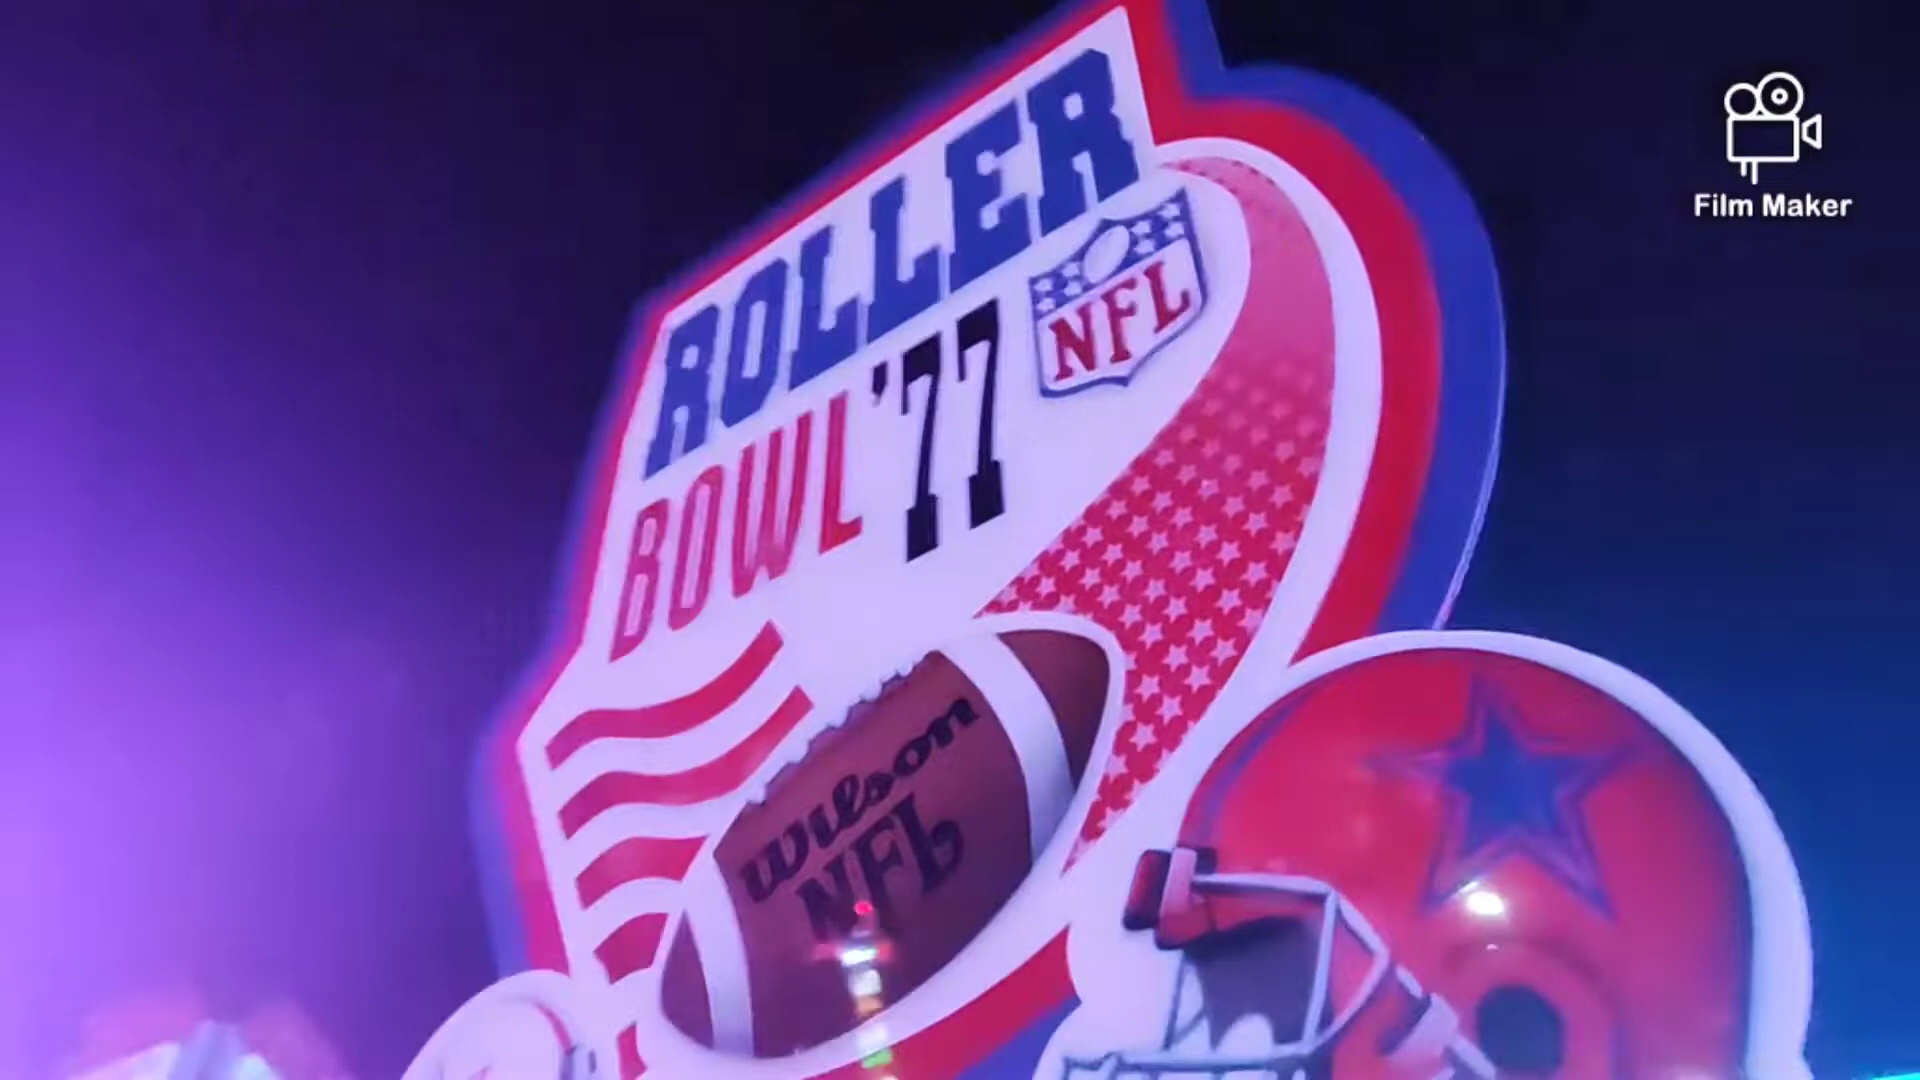 ROLLER
BOWL '77
NFL
Wilson
NFL
Film Maker